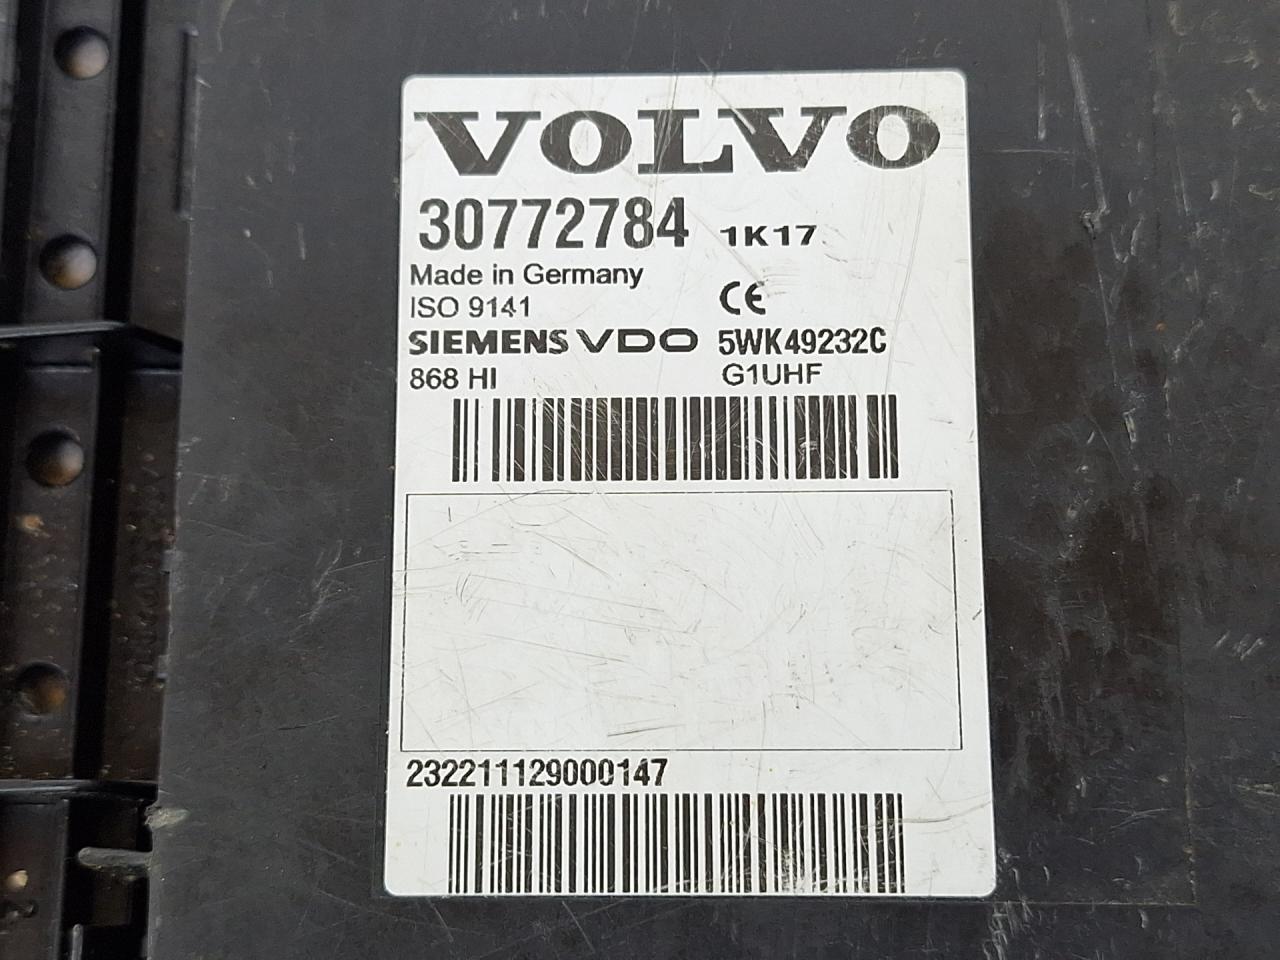 VOLVO
30772784 1K17
Made in Germany
ISO 9141 CE
SIEMENS VDO 5WK49232C
868 HI G1UHF
232211129000147